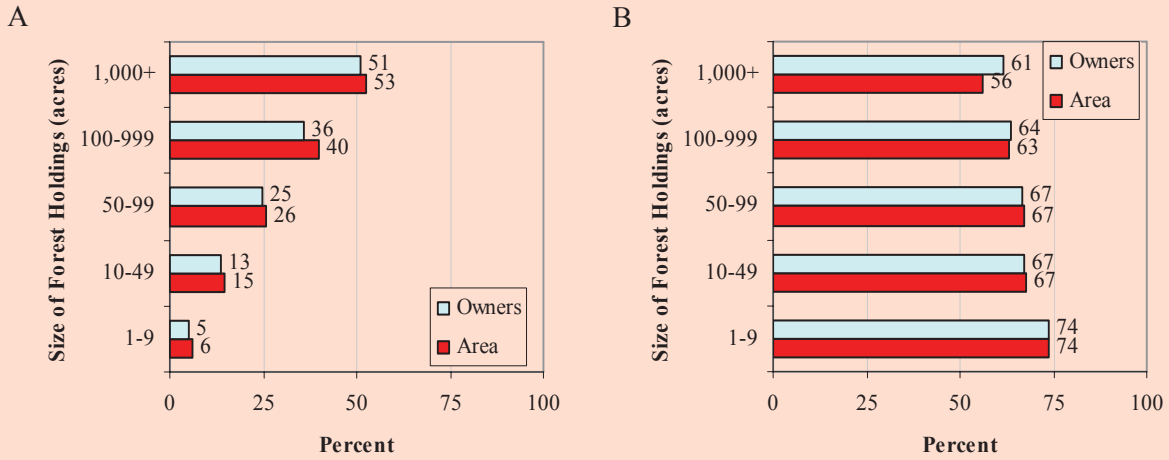 A
Size of Forest Holdings (acres)
1,000+
51
53
100-999
36
40
50-99
25
26
10-49
13
15
1-9
5
6
Owners
Area
0 25 50 75 100
Percent
B
Size of Forest Holdings (acres)
1,000+
61
56
100-999
64
63
50-99
67
67
10-49
67
67
1-9
74
74
Owners
Area
0 25 50 75 100
Percent